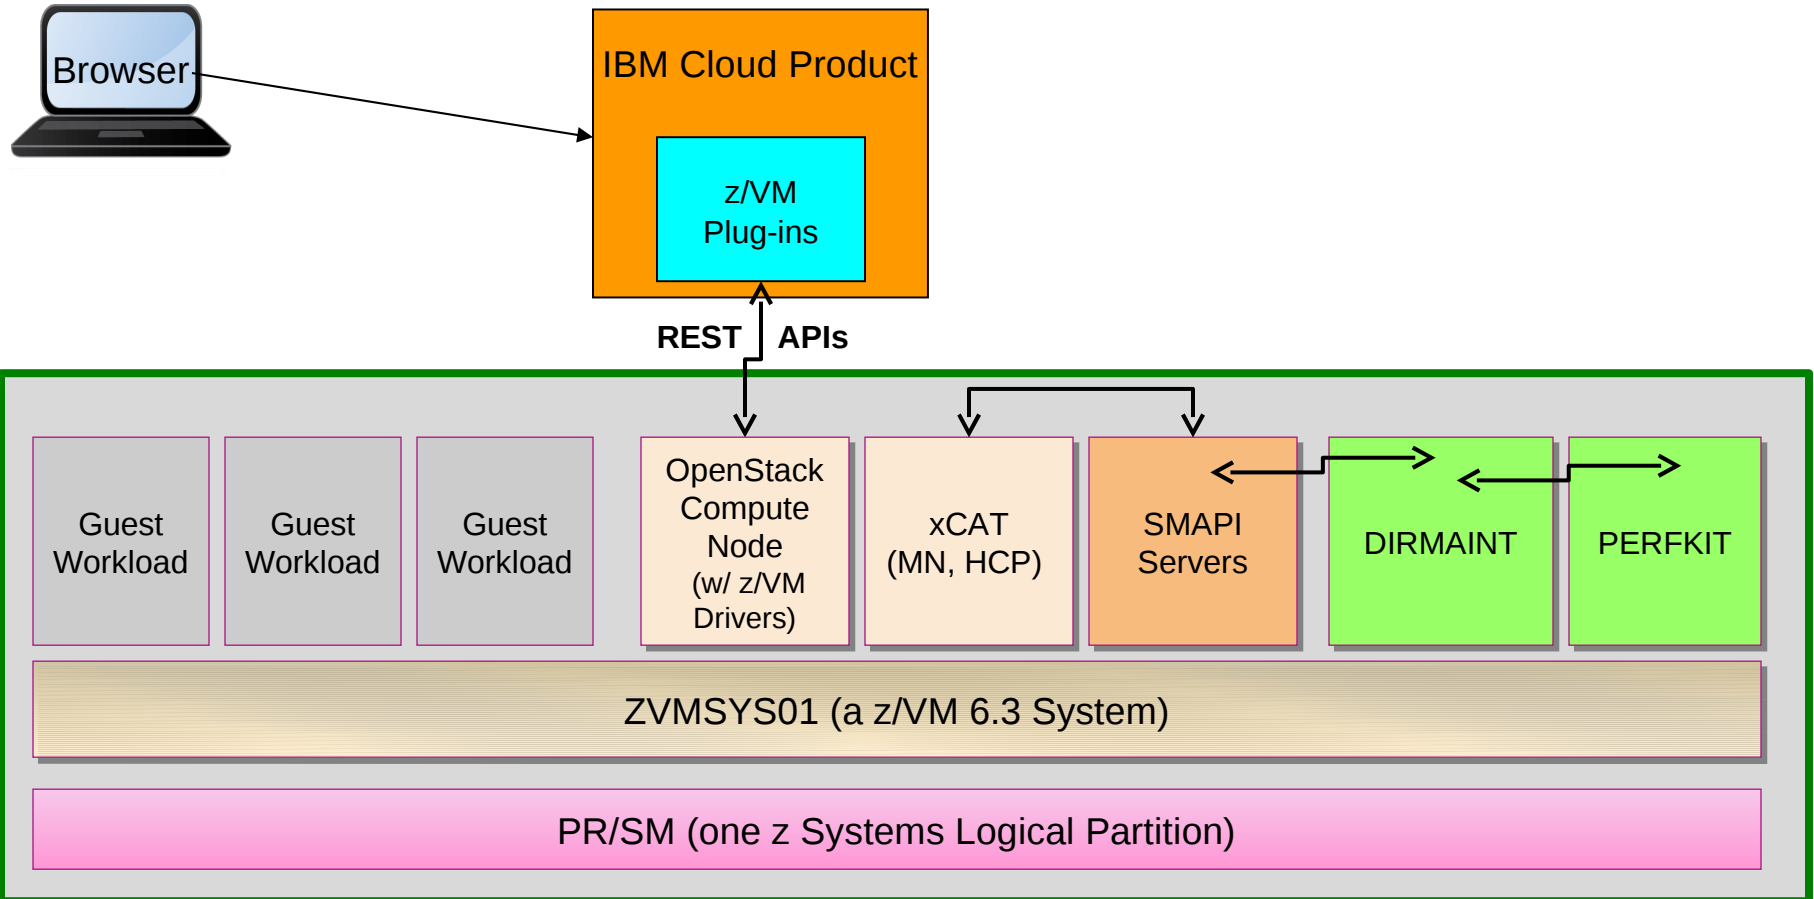 Browser
IBM Cloud Product
z/VM
Plug-ins
REST APIs
Guest
Workload
Guest
Workload
Guest
Workload
OpenStack
Compute
Node
(w/ z/VM
Drivers)
xCAT
(MN, HCP)
SMAPI
Servers
DIRMAINT
PERFKIT
ZVMSYS01 (a z/VM 6.3 System)
PR/SM (one z Systems Logical Partition)